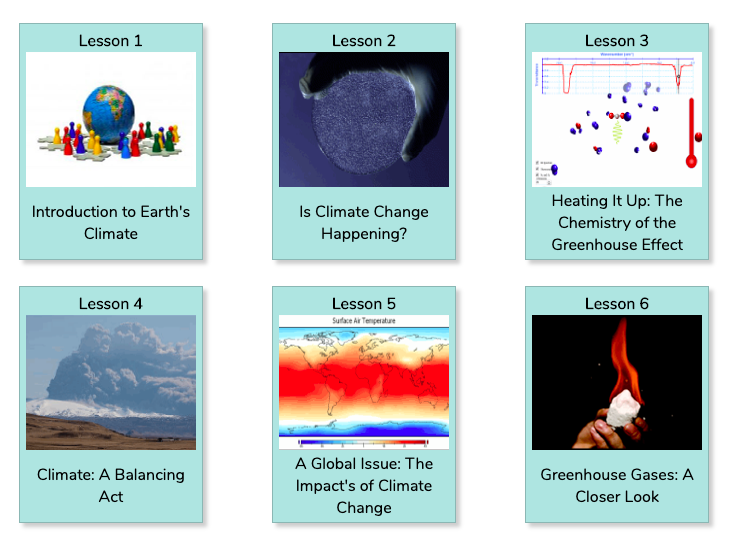 Lesson 1
Introduction to Earth's
Climate
Lesson 2
Is Climate Change
Happening?
Lesson 3
Heating It Up: The
Chemistry of the
Greenhouse Effect
Lesson 4
Climate: A Balancing
Act
Lesson 5
Surface Air Temperature
A Global Issue: The
Impact's of Climate
Change
Lesson 6
Greenhouse Gases: A
Closer Look